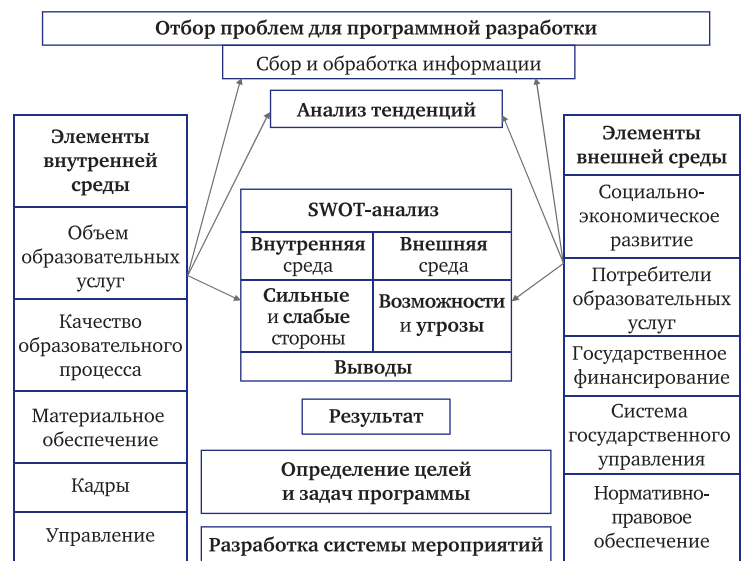 Отбор проблем для программной разработки
Сбор и обработка информации
Анализ тенденций
Элементы
внутренней
среды
Объем
образовательных
услуг
Качество
образовательного
процесса
Материальное
обеспечение
Кадры
Управление
SWOT-анализ
Внутренняя
среда
Внешняя
среда
Сильные
и слабые
стороны
Возможности
и угрозы
Выводы
Результат
Определение целей
и задач программы
Разработка системы мероприятий
Элементы
внешней среды
Социально-
экономическое
развитие
Потребители
образовательных
услуг
Государственное
финансирование
Система
государственного
управления
Нормативно-
правовое
обеспечение